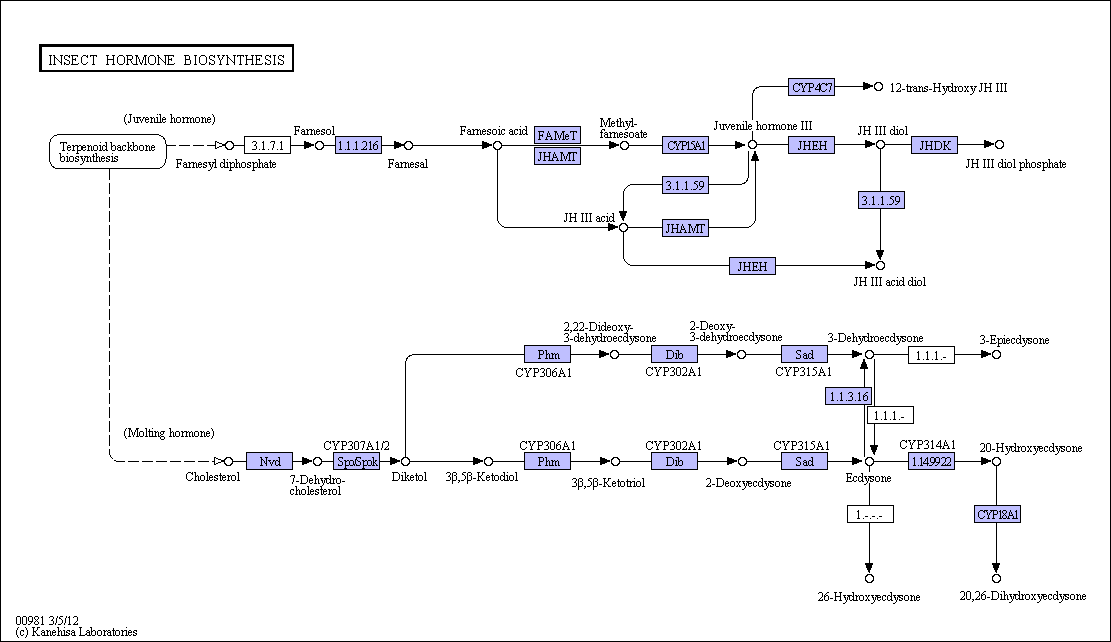 INSECT HORMONE BIOSYNTHESIS
CYP4C7
12-trans-Hydroxy JH III
(Juvenile hormone)
Terpenoid backbone
biosynthesis
Farnesyl diphosphate
3.1.7.1
Farnesol
1.1.1.216
Farnesal
Farnesoic acid
FAMeT
JHAMT
Methyl-
farnesoate
CYP15A1
Juvenile hormone III
JHEH
JH III diol
JHDK
JH III diol phosphate
3.1.1.59
3.1.1.59
JH III acid
JHAMT
JHEH
JH III acid diol
2,22-Dideoxy-
3-dehydroecdysone
2-Deoxy-
3-dehydroecdysone
3-Dehydroecdysone
3-Epiecdysone
Phm
CYP306A1
Dib
CYP302A1
Sad
CYP315A1
1.1.1.-
1.1.3.16
1.1.1.-
(Molting hormone)
Cholesterol
Nvd
7-Dehydro-
cholesterol
CYP307A1/2
Spo/Spok
Diketol
3β,5β-Ketodiol
CYP306A1
Phm
3β,5β-Ketotriol
CYP302A1
Dib
2-Deoxyecdysone
CYP315A1
Sad
Ecdysone
CYP314A1
1.14.99.22
20-Hydroxyecdysone
1.-.-.-
CYP18A1
26-Hydroxyecdysone
20,26-Dihydroxyecdysone
00981 3/5/12
(c) Kanehisa Laboratories